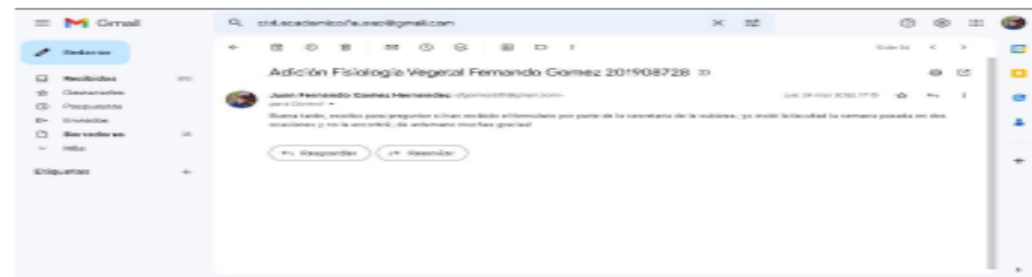 Gmail
Redactar
Recibidos
Destacados
Pospuestos
Enviados
Borradores
Más
Etiquetas
Adición Fisiología Vegetal Fernando Gomez 201908728
Juan Fernando Gomez Hernandez
para Control
Buena tarde, escribo para preguntar si han recibido el formulario por parte de la secretaria de la subárea, ya visité la facultad la semana pasada en dos
ocasiones y no la encontré, de antemano muchas gracias!
Responder
Reenviar